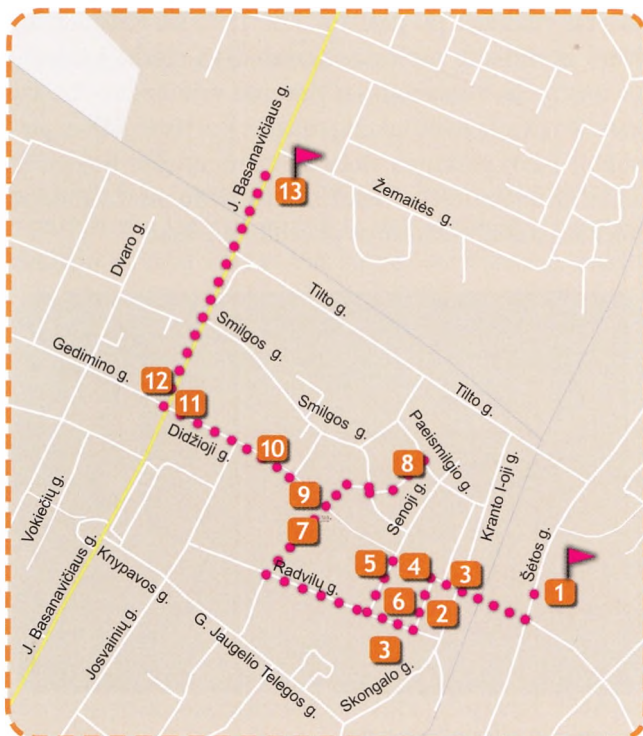 J. Basanavičiaus g.
13
Žemaitės g.
Dvaro g.
Tilto g.
Smilgos g.
Gedimino g.
12
11
Didžioji g.
Smilgos g.
Tilto g.
Paeismilgio g.
10
8
Kranto I-oji g.
Vokiečių g.
9
Senoji g.
7
Šėtos g.
Knypavos g.
Radvilų g.
5
4
3
1
6
2
J. Basanavičiaus g.
Josvainių g.
G. Jaugelio Telegos g.
3
Skongalo g.